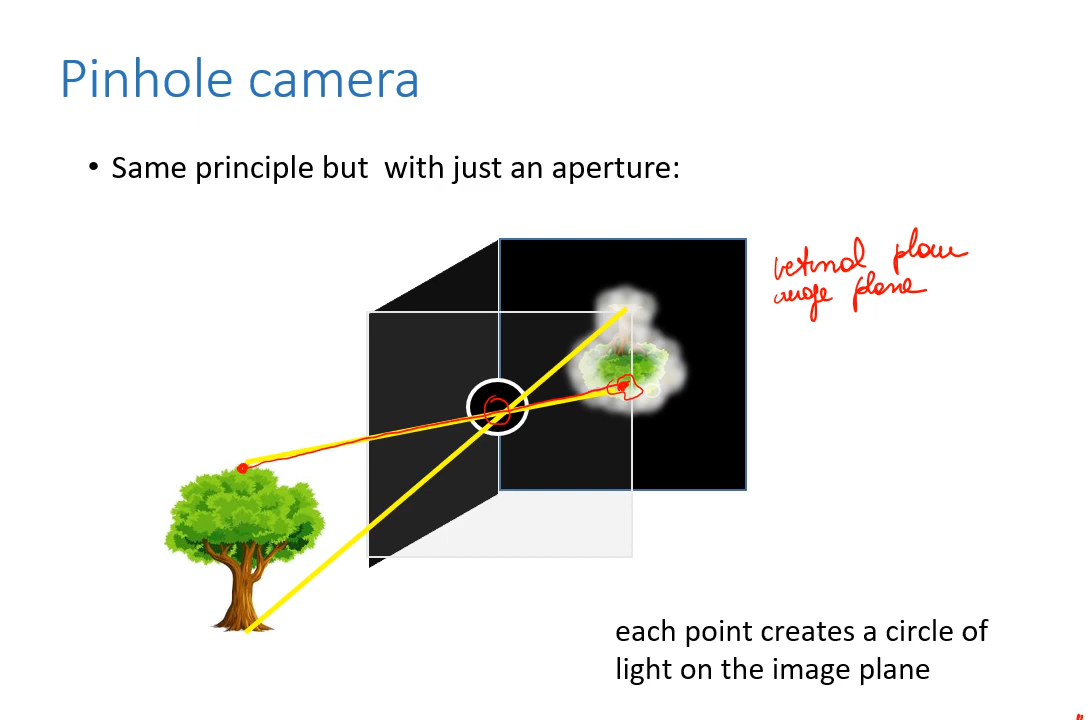 Pinhole camera
• Same principle but with just an aperture:
retinal plane
image plane
each point creates a circle of
light on the image plane